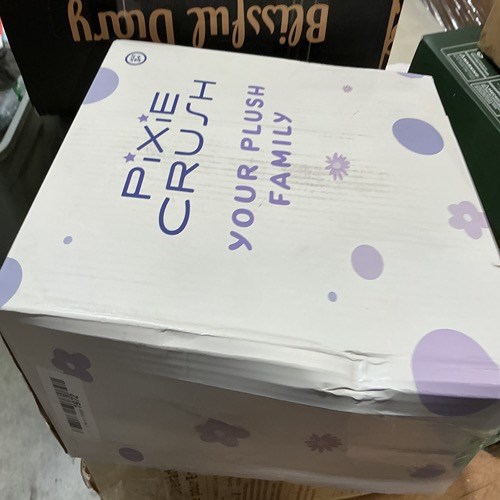 Blissful Diary
PIXIE
CRUSH
YOUR PLUSH
FAMILY